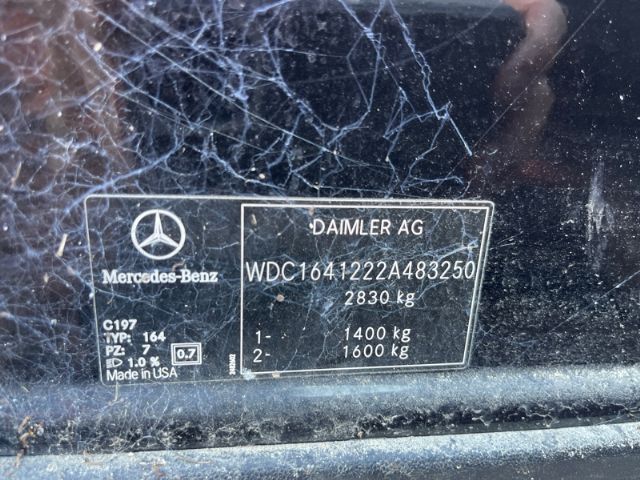 DAIMLER AG
Mercedes-Benz
WDC1641222A483250
2830 kg
C197
TYP: 164
PZ: 7
0.7
1.0 %
Made in USA
1- 1400 kg
2- 1600 kg